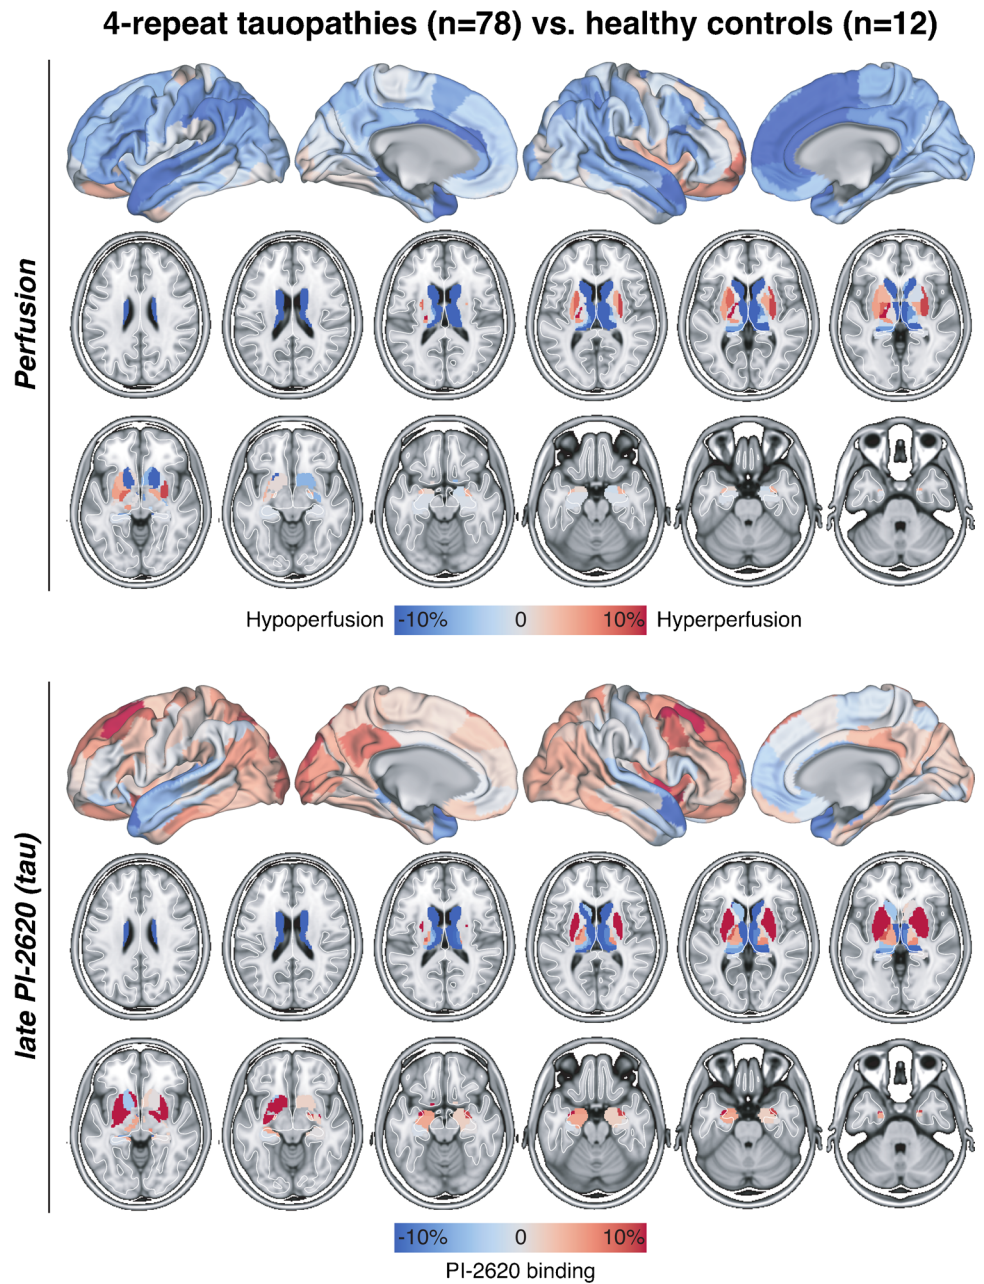 4-repeat tauopathies (n=78) vs. healthy controls (n=12)
Perfusion
Hypoperfusion -10% 0 10% Hyperperfusion
late PI-2620 (tau)
-10% 0 10%
PI-2620 binding